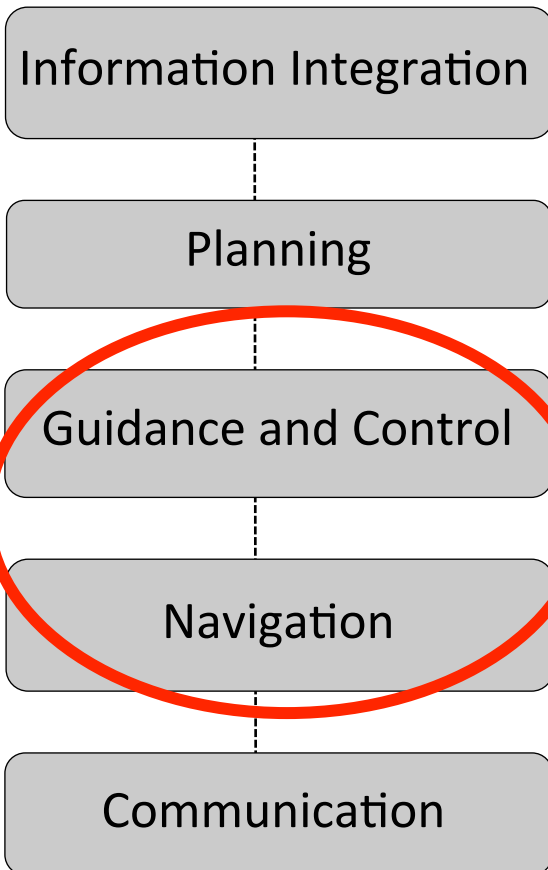 Information Integration
Planning
Guidance and Control
Navigation
Communication